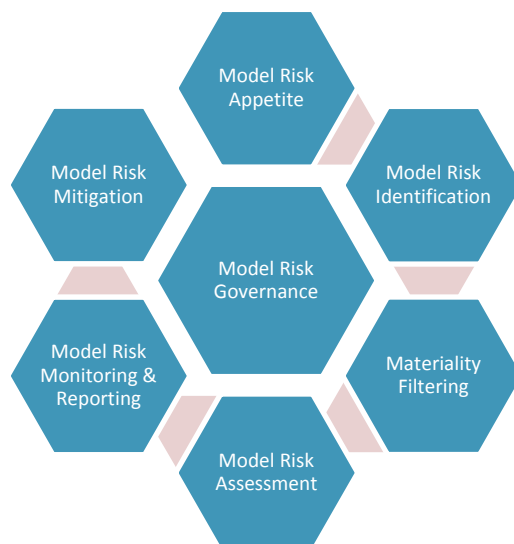 Model Risk
Appetite
Model Risk
Identification
Materiality
Filtering
Model Risk
Assessment
Model Risk
Monitoring &
Reporting
Model Risk
Mitigation
Model Risk
Governance